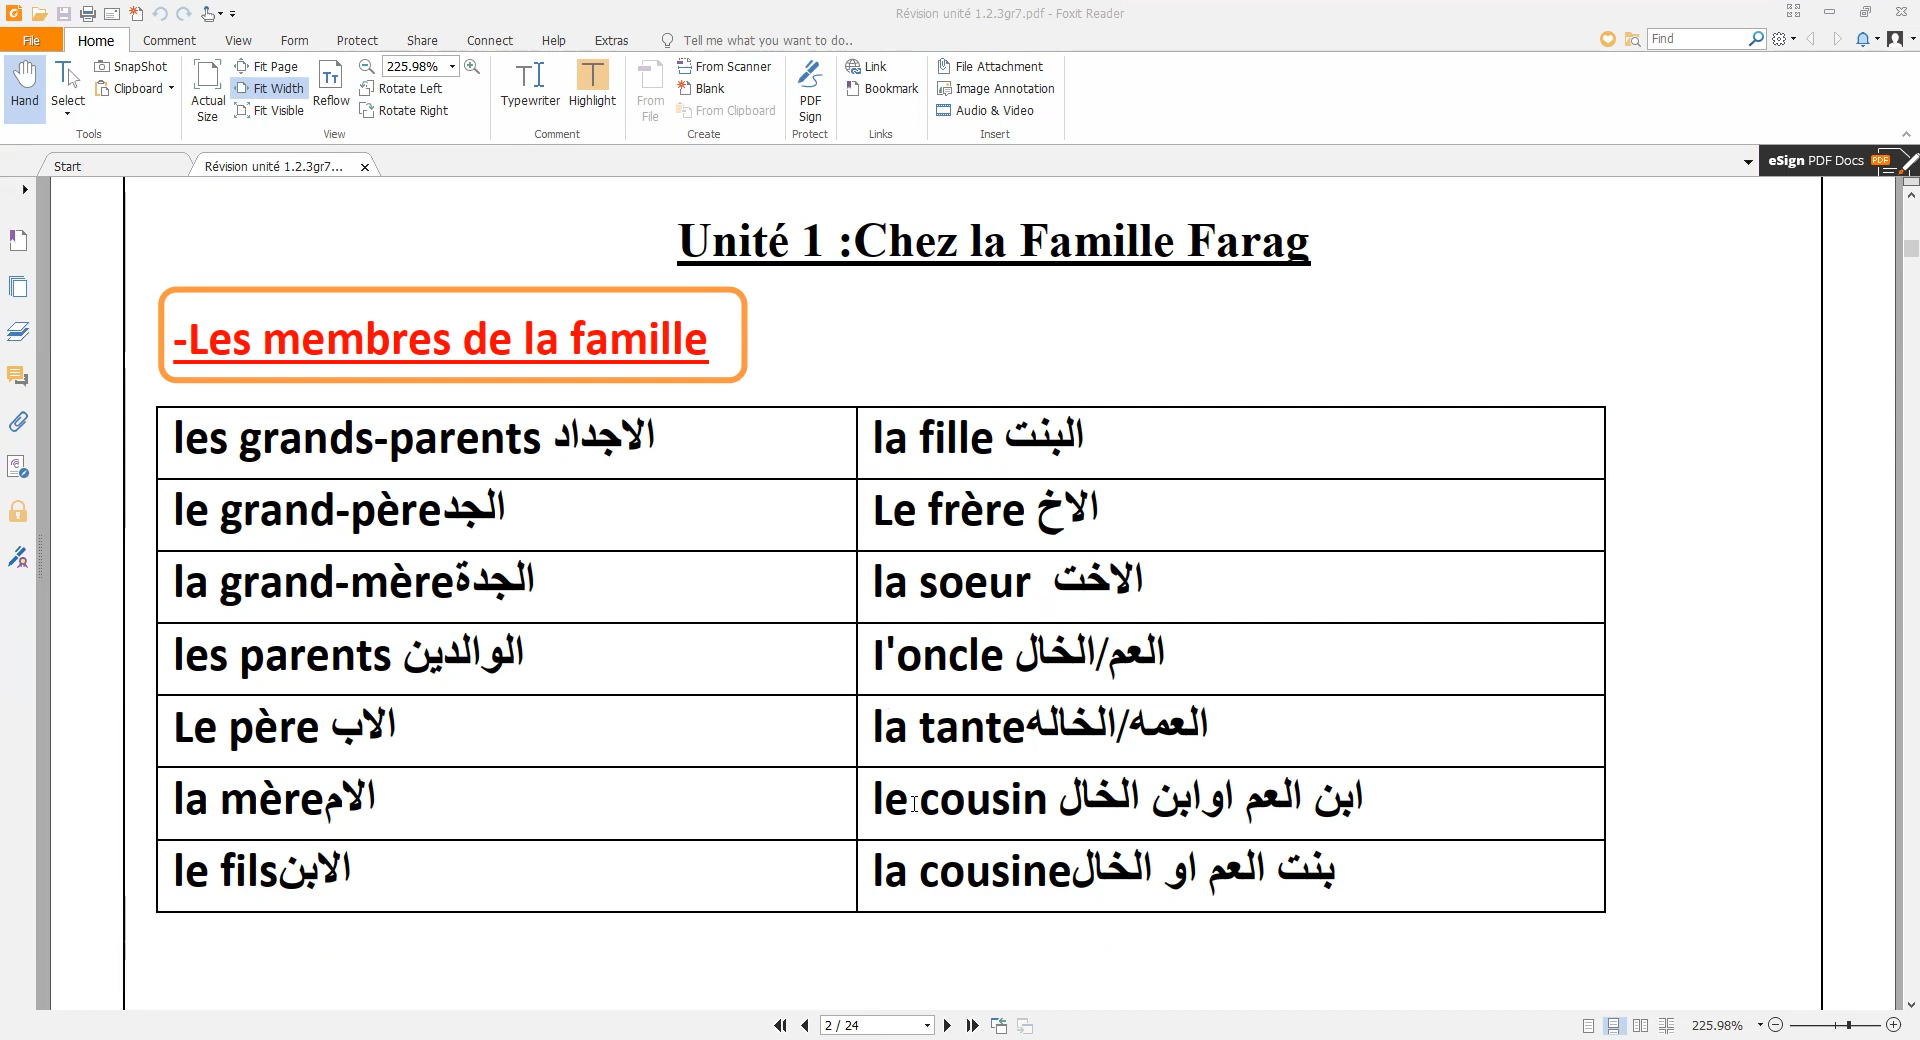 Révision unité 1.2.3gr7.pdf - Foxit Reader
File Home Comment View Form Protect Share Connect Help Extras Tell me what you want to do.. Find
Hand Select SnapShot Clipboard Tools
Actual Size Fit Page Fit Width Fit Visible Reflow 225.98% Rotate Left Rotate Right View
Typewriter Highlight Comment
From File From Scanner Blank From Clipboard Create
PDF Sign Protect
Link Bookmark Links
File Attachment Image Annotation Audio & Video Insert
Start Révision unité 1.2.3gr7... eSign PDF Docs PDF
Unité 1 :Chez la Famille Farag
-Les membres de la famille
les grands-parents الاجداد
la fille البنت
le grand-pèreالجد
Le frère الاخ
la grand-mèreالجدة
la soeur الاخت
les parents الوالدين
l'oncle العم/الخال
Le père الاب
la tanteالعمه/الخاله
la mèreالام
le cousin ابن العم اوابن الخال
le filsالابن
la cousineبنت العم او الخال
2 / 24 225.98%